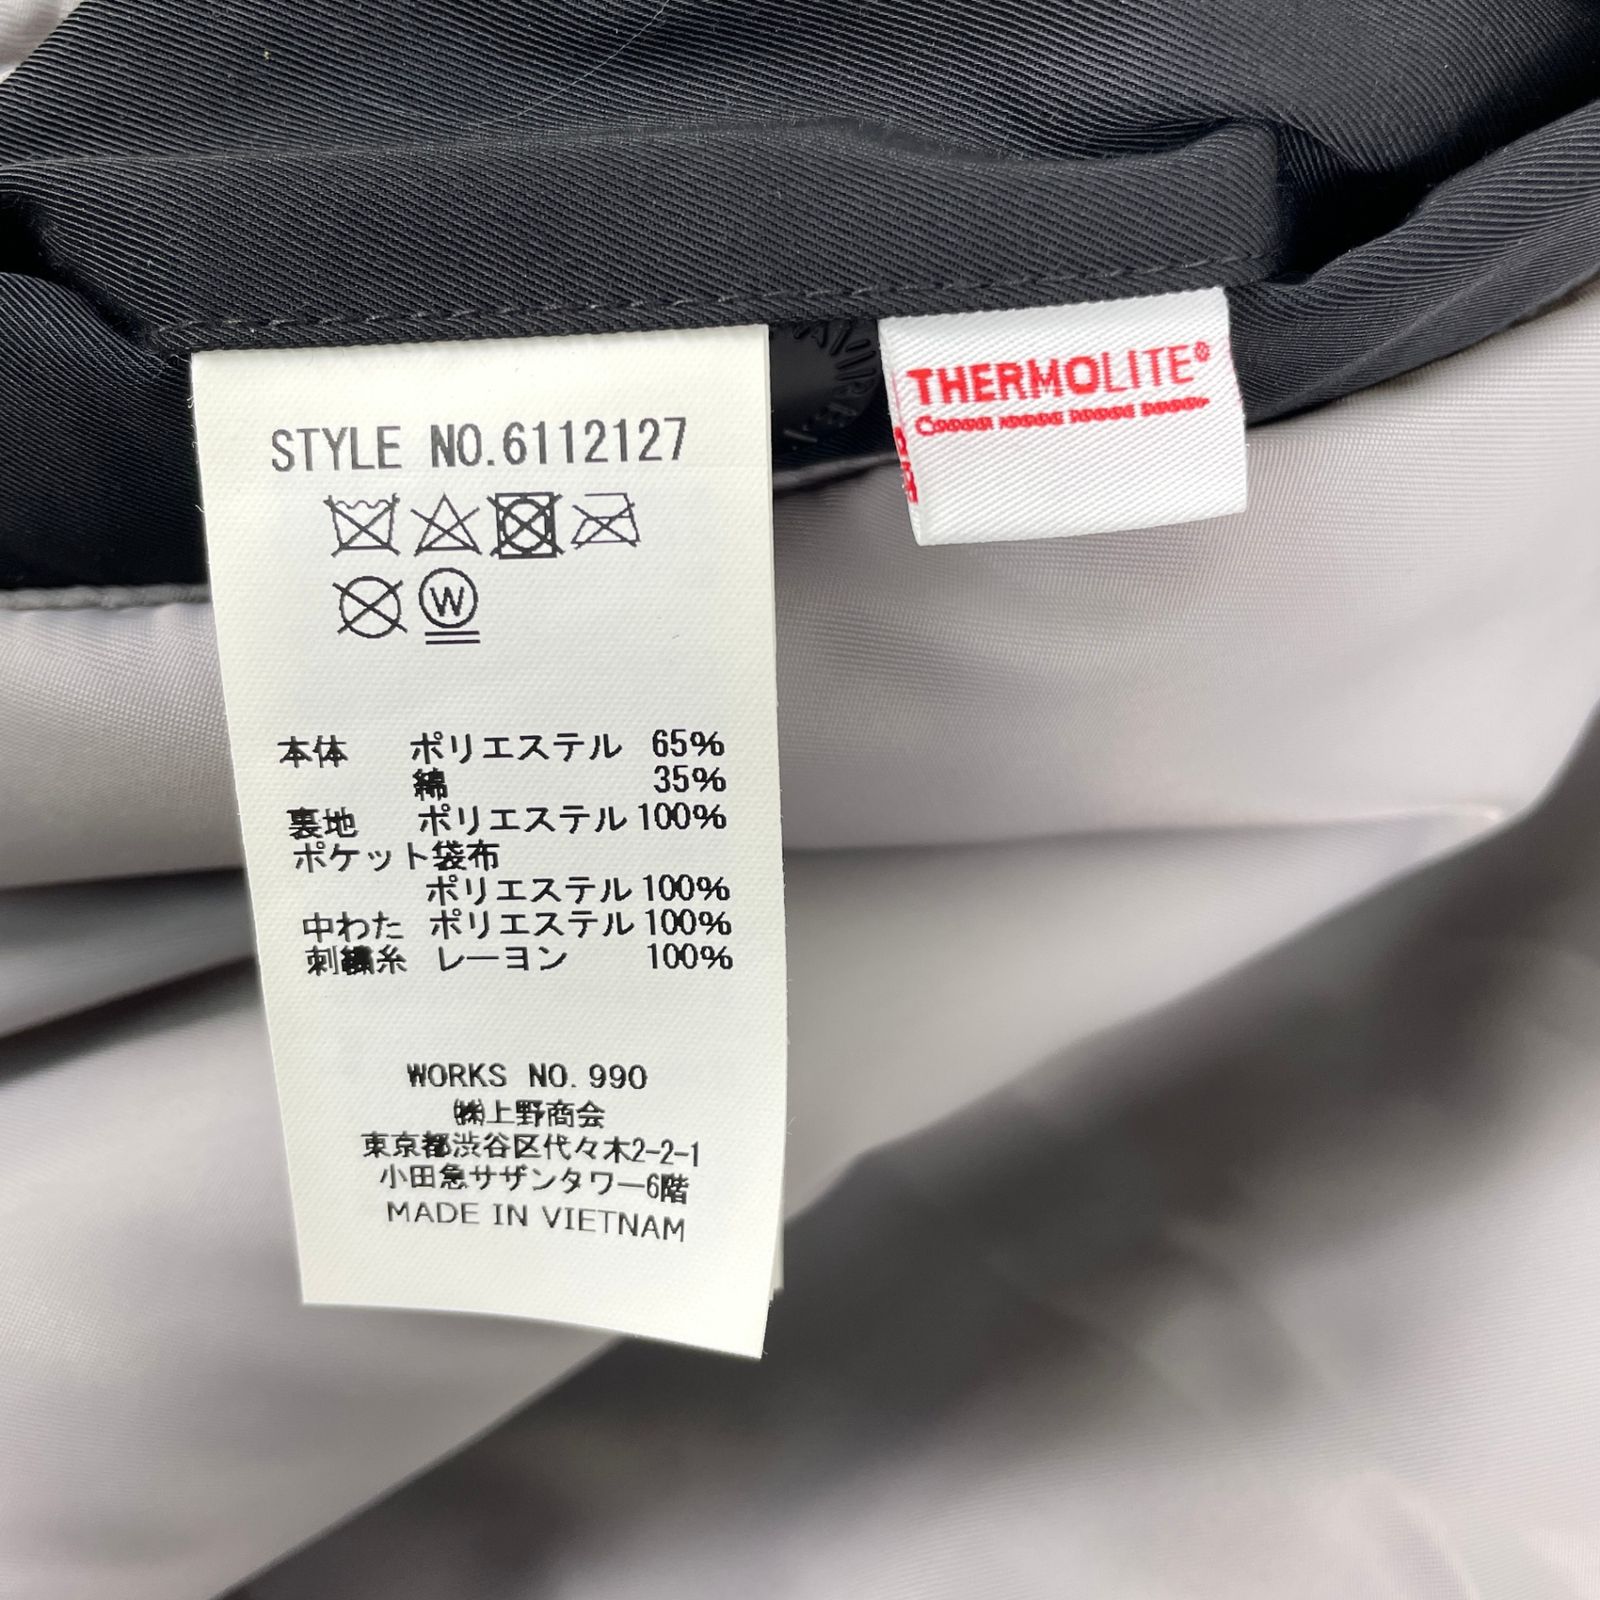 STYLE NO.6112127
W
本体 ポリエステル 65%
綿 35%
裏地 ポリエステル 100%
ポケット袋布
ポリエステル 100%
中わた ポリエステル 100%
刺繍糸 レーヨン 100%
WORKS NO. 990
㈱上野商会
東京都渋谷区代々木2-2-1
小田急サザンタワー6階
MADE IN VIETNAM
THERMOLITE®